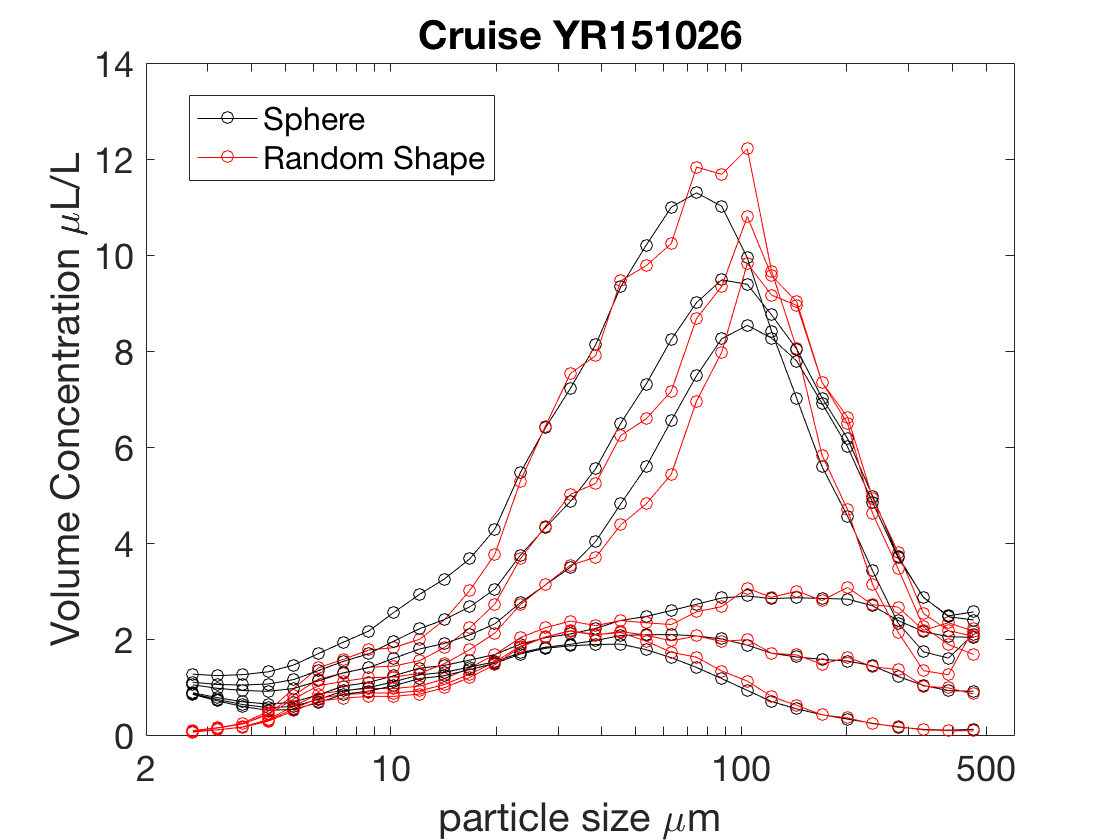 Cruise YR151026
14
12
10
8
6
4
2
0
Volume Concentration μL/L
Sphere
Random Shape
2
10
100
500
particle size μm